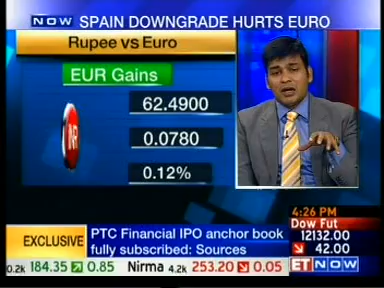 NOW SPAIN DOWNGRADE HURTS EURO
Rupee vs Euro
EUR Gains
62.4900
INR
0.0780
0.12%
4:26 PM
Dow Fut
12132.00
42.00
EXCLUSIVE
PTC Financial IPO anchor book
fully subscribed: Sources
0.2k 184.35 0.85 Nirma 4.2k 253.20 0.05 ET NOW